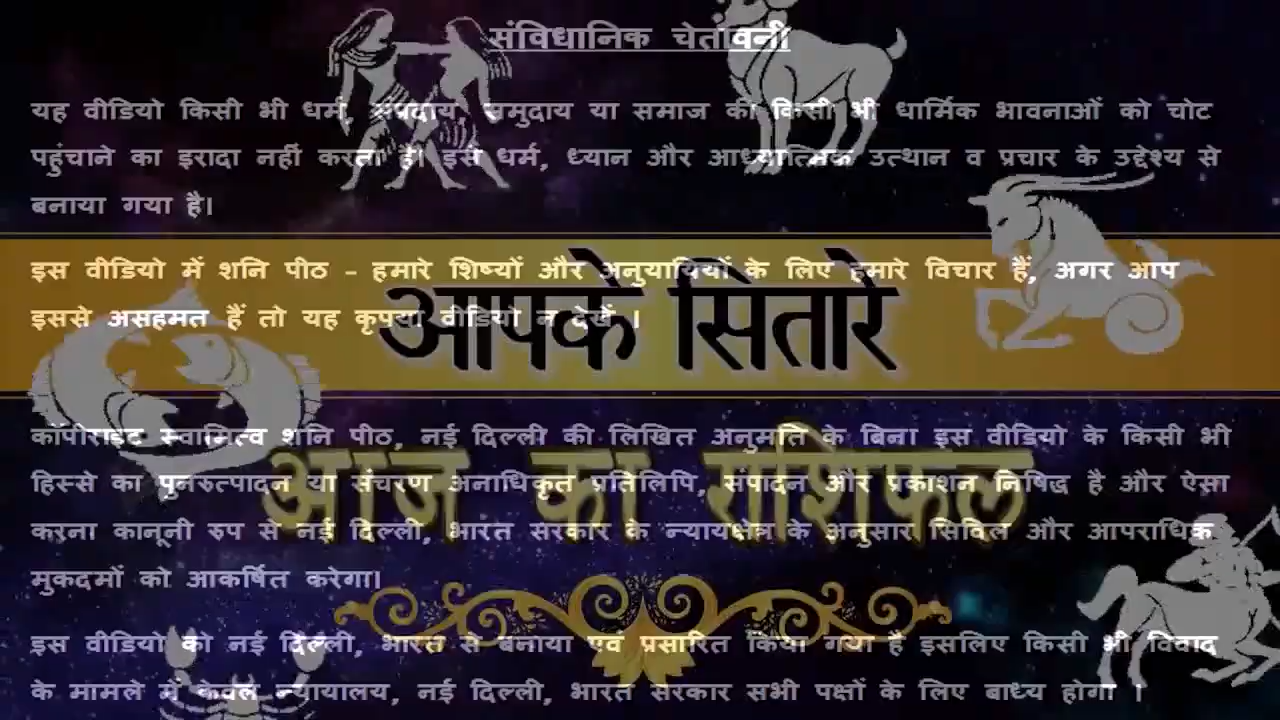 संविधानिक चेतावनी
यह वीडियो किसी भी धर्म, संप्रदाय, समुदाय या समाज की किसी भी धार्मिक भावनाओं को चोट
पहुंचाने का इरादा नहीं करता है। इसे धर्म, ध्यान और आध्यात्मिक उत्थान व प्रचार के उद्देश्य से
बनाया गया है।
इस वीडियो में शनि पीठ - हमारे शिष्यों और अनुयायियों के लिए हमारे विचार हैं, अगर आप
इससे असहमत हैं तो यह कृपया वीडियो न देखें ।
आपके सितारे
कॉपीराइट स्वामित्व शनि पीठ, नई दिल्ली की लिखित अनुमति के बिना इस वीडियो के किसी भी
आज का राशिफल
हिस्से का पुनरुत्पादन या संचरण अनाधिकृत प्रतिलिपि, संपादन और प्रकाशन निषिद्ध है और ऐसा
करना कानूनी रुप से नई दिल्ली, भारत सरकार के न्यायक्षेत्र के अनुसार सिविल और आपराधिक
मुकदमों को आकर्षित करेगा।
इस वीडियो को नई दिल्ली, भारत से बनाया एवं प्रसारित किया गया है इसलिए किसी भी विवाद
के मामले में केवल न्यायालय, नई दिल्ली, भारत सरकार सभी पक्षों के लिए बाध्य होगा ।